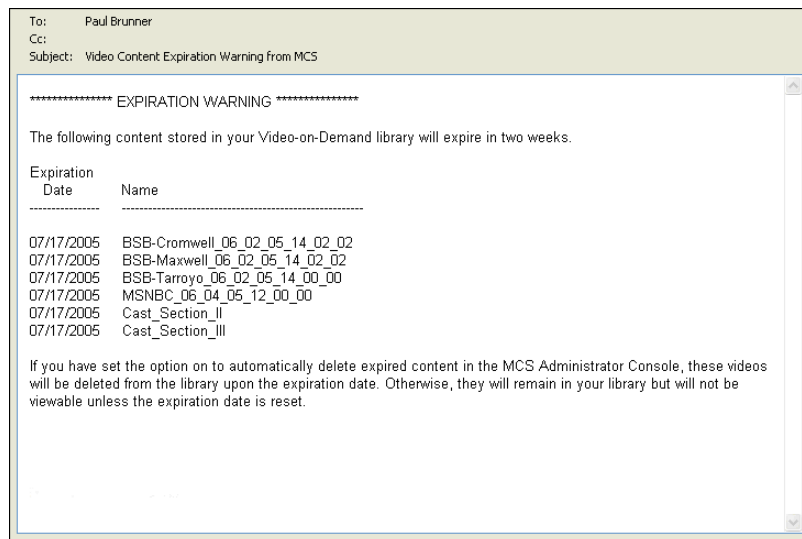 To: Paul Brunner
Cc:
Subject: Video Content Expiration Warning from MCS
*************** EXPIRATION WARNING ***************
The following content stored in your Video-on-Demand library will expire in two weeks.
Expiration
Date Name
---------------- -------------------------------------------------------
07/17/2005 BSB-Cromwell_06_02_05_14_02_02
07/17/2005 BSB-Maxwell_06_02_05_14_02_02
07/17/2005 BSB-Tarroyo_06_02_05_14_00_00
07/17/2005 MSNBC_06_04_05_12_00_00
07/17/2005 Cast_Section_II
07/17/2005 Cast_Section_III
If you have set the option on to automatically delete expired content in the MCS Administrator Console, these videos
will be deleted from the library upon the expiration date. Otherwise, they will remain in your library but will not be
viewable unless the expiration date is reset.